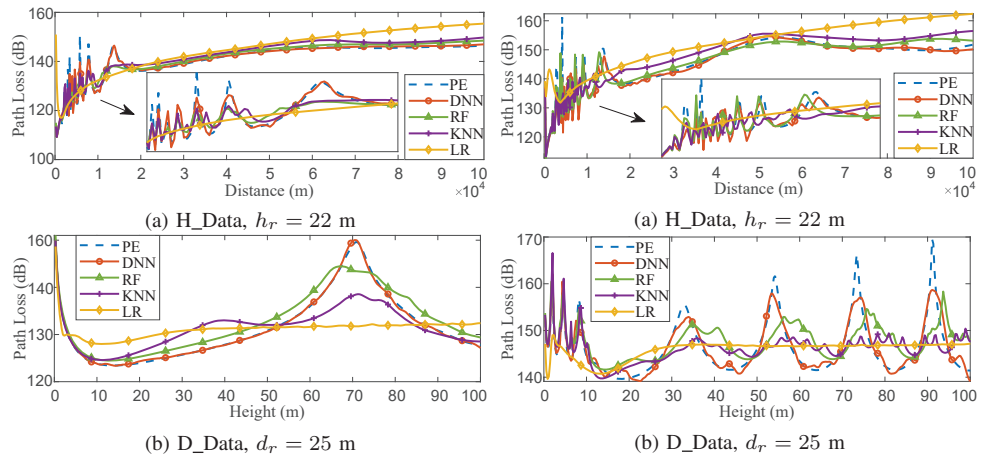 160
140
120
100
Path Loss (dB)
0 1 2 3 4 5 6 7 8 9 10
Distance (m)
×10⁴
PE
DNN
RF
KNN
LR
(a) H_Data, h_r = 22 m
160
150
140
130
120
Path Loss (dB)
0 1 2 3 4 5 6 7 8 9 10
Distance (m)
×10⁴
PE
DNN
RF
KNN
LR
(a) H_Data, h_r = 22 m
160
150
140
130
120
Path Loss (dB)
0 10 20 30 40 50 60 70 80 90 100
Height (m)
PE
DNN
RF
KNN
LR
(b) D_Data, d_r = 25 m
170
160
150
140
Path Loss (dB)
0 10 20 30 40 50 60 70 80 90 100
Height (m)
PE
DNN
RF
KNN
LR
(b) D_Data, d_r = 25 m